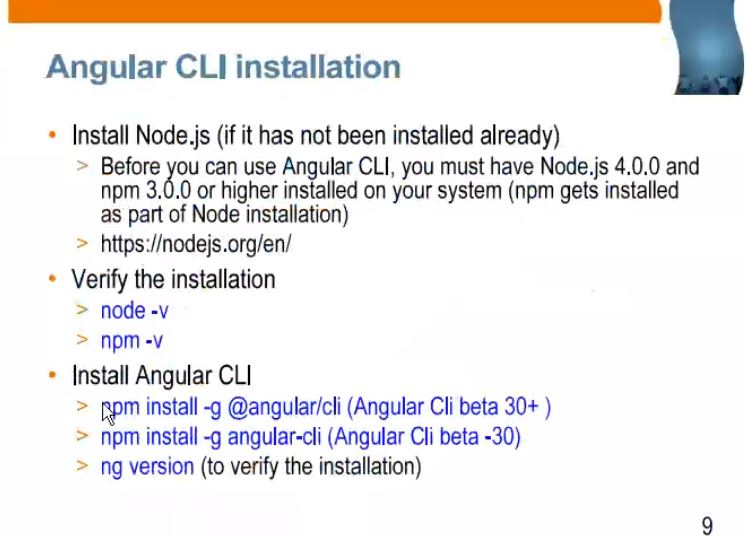 Angular CLI installation
• Install Node.js (if it has not been installed already)
> Before you can use Angular CLI, you must have Node.js 4.0.0 and
npm 3.0.0 or higher installed on your system (npm gets installed
as part of Node installation)
> https://nodejs.org/en/
• Verify the installation
> node -v
> npm -v
• Install Angular CLI
> npm install -g @angular/cli (Angular Cli beta 30+ )
> npm install -g angular-cli (Angular Cli beta -30)
> ng version (to verify the installation)
9